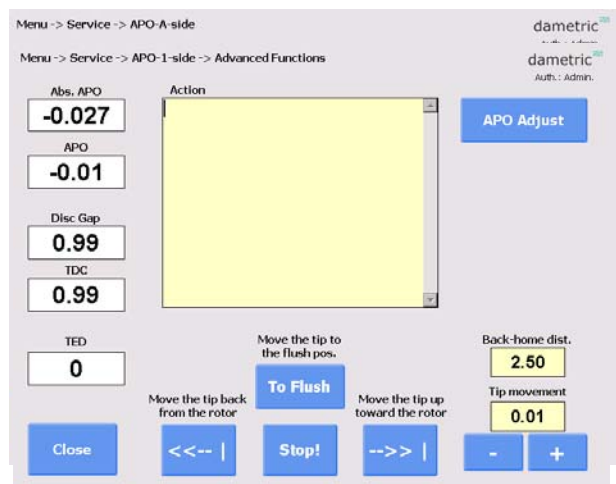 Menu -> Service -> APO-A-side
dametric
Menu -> Service -> APO-1-side -> Advanced Functions
dametric
Auth.: Admin.
Abs. APO
-0.027
Action
APO Adjust
APO
-0.01
Disc Gap
0.99
TDC
0.99
TED
0
Move the tip to
the flush pos.
To Flush
Back-home dist.
2.50
Tip movement
0.01
Move the tip back
from the rotor
Move the tip up
toward the rotor
Close
<<-- |
Stop!
-->> |
-
+